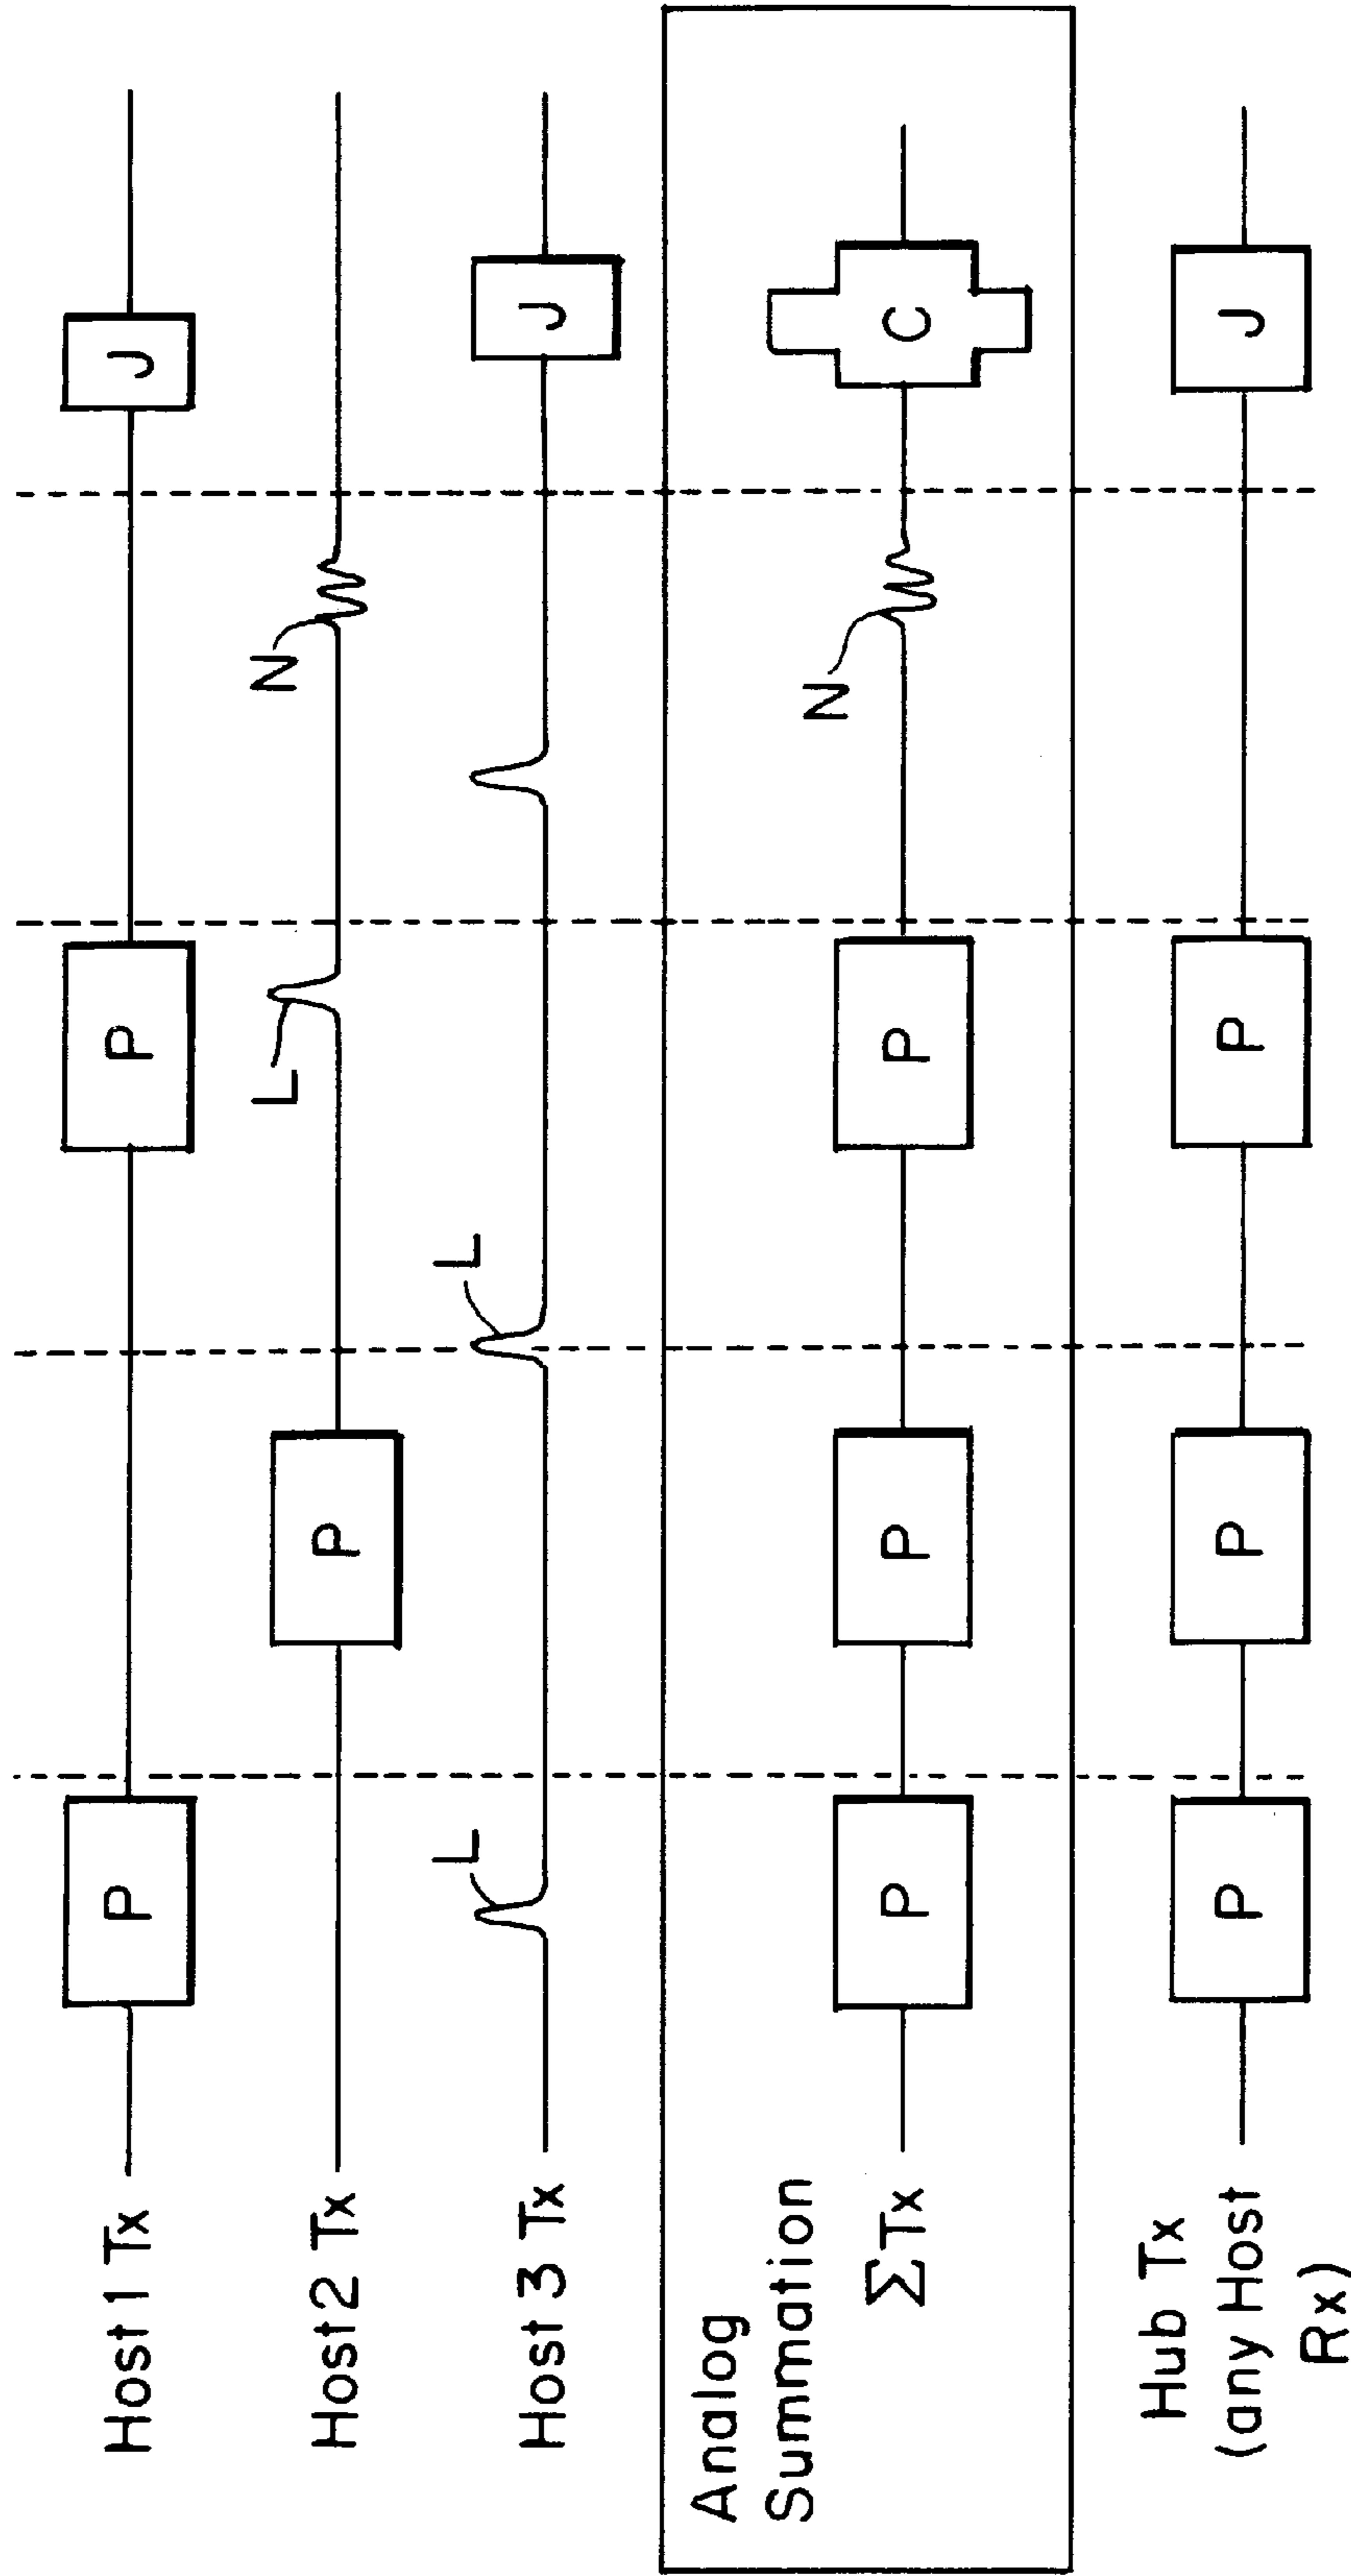 Host 1 Tx
P
P
J
Host 2 Tx
P
L
N
Host 3 Tx
L
L
J
Analog
Summation
ΣTx
P
P
P
N
C
Hub Tx
(any Host
Rx)
P
P
P
J